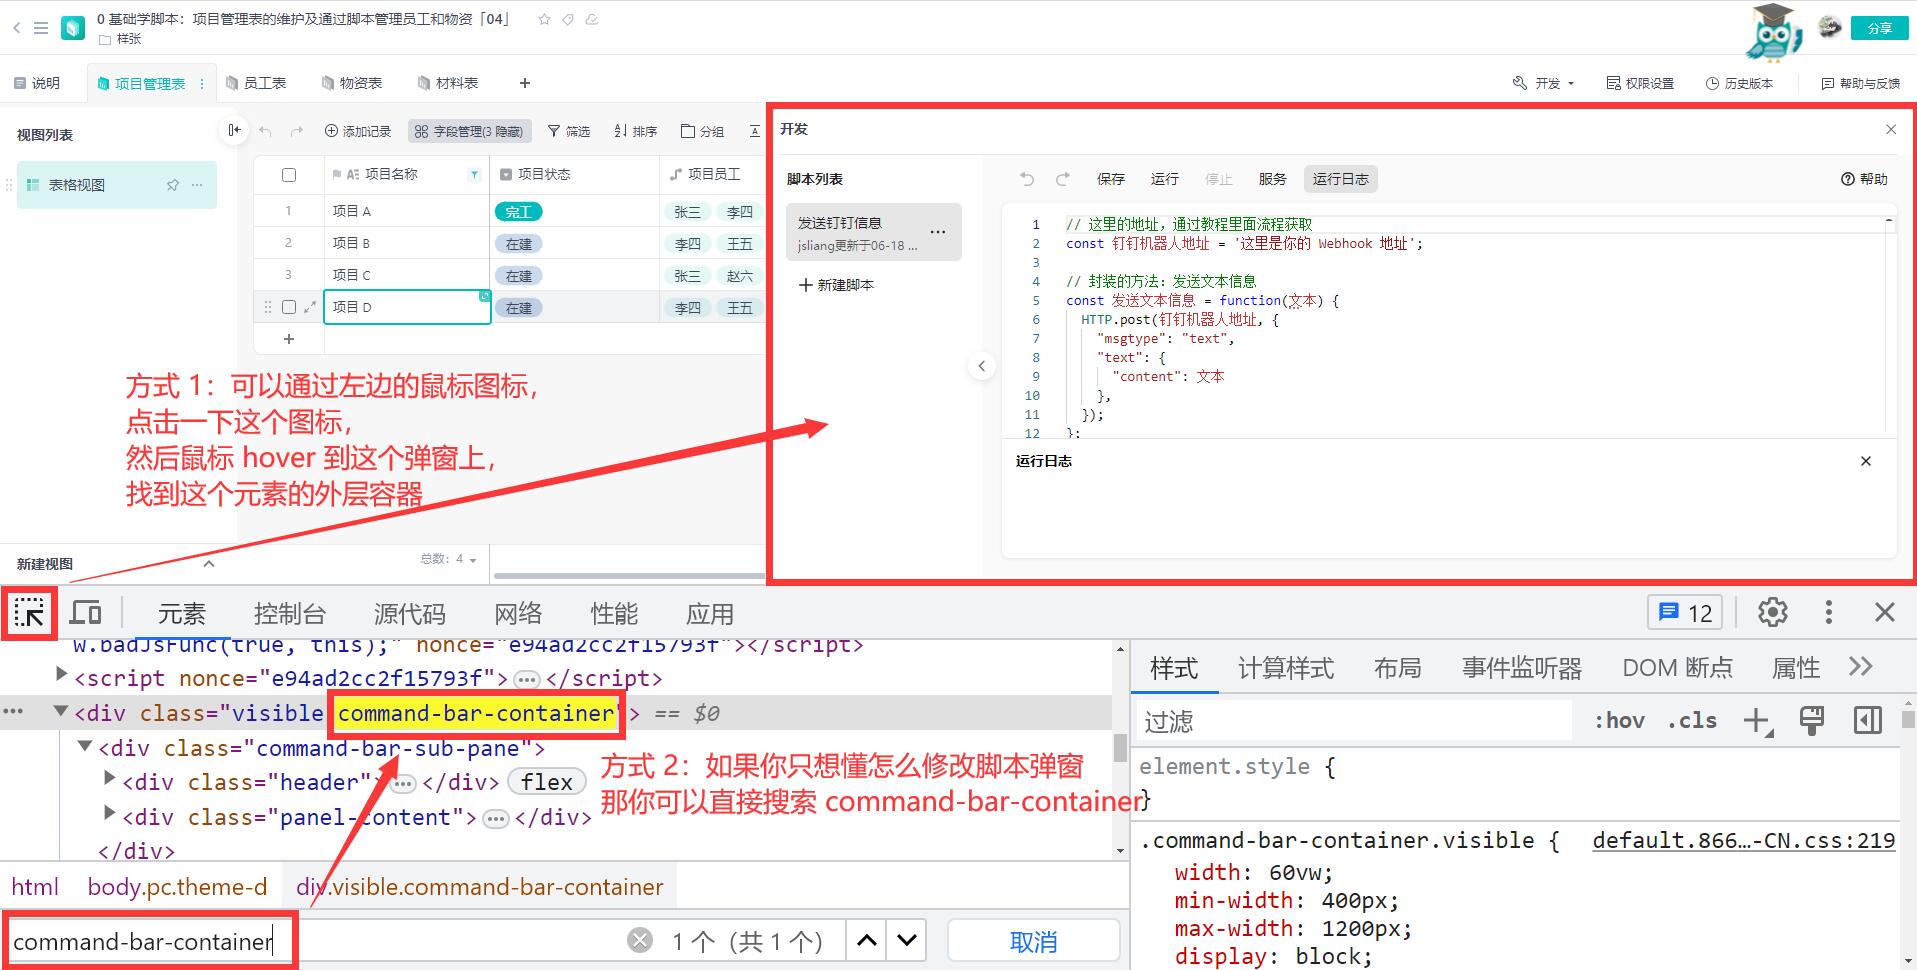 0 基础学脚本：项目管理表的维护及通过脚本管理员工和物资「04」
样张
分享
说明
项目管理表
员工表
物资表
材料表
开发
权限设置
历史版本
帮助与反馈
视图列表
表格视图
添加记录
字段管理(3 隐藏)
筛选
排序
分组
项目名称
项目状态
项目员工
1
项目 A
完工
张三
李四
2
项目 B
在建
李四
王五
3
项目 C
在建
张三
赵六
项目 D
在建
李四
王五
方式 1：可以通过左边的鼠标图标，
点击一下这个图标，
然后鼠标 hover 到这个弹窗上，
找到这个元素的外层容器
新建视图
总数：4
开发
脚本列表
发送钉钉信息
jsliang更新于06-18 ...
新建脚本
保存
运行
停止
服务
运行日志
帮助
1 // 这里的地址，通过教程里面流程获取
2 const 钉钉机器人地址 = '这里是你的 Webhook 地址';
3
4 // 封装的方法：发送文本信息
5 const 发送文本信息 = function(文本) {
6 HTTP.post(钉钉机器人地址, {
7 "msgtype": "text",
8 "text": {
9 "content": 文本
10 },
11 });
12 };
运行日志
元素
控制台
源代码
网络
性能
应用
12
w.badJsFunc(true, this);" nonce="e94ad2cc2f15793f"></script>
<script nonce="e94ad2cc2f15793f">…</script>
<div class="visible command-bar-container"> == $0
<div class="command-bar-sub-pane">
<div class="header">…</div> flex
<div class="panel-content">…</div>
</div>
方式 2：如果你只想懂怎么修改脚本弹窗
那你可以直接搜索 command-bar-container
html
body.pc.theme-d
div.visible.command-bar-container
command-bar-container
1 个（共 1 个）
取消
样式
计算样式
布局
事件监听器
DOM 断点
属性
过滤
:hov
.cls
element.style {
}
.command-bar-container.visible {
default.866…-CN.css:219
width: 60vw;
min-width: 400px;
max-width: 1200px;
display: block;